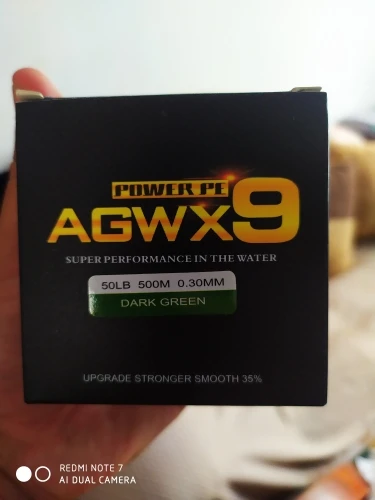 POWER PE
AGWX9
SUPER PERFORMANCE IN THE WATER
50LB 500M 0.30MM
DARK GREEN
UPGRADE STRONGER SMOOTH 35%
REDMI NOTE 7
AI DUAL CAMERA